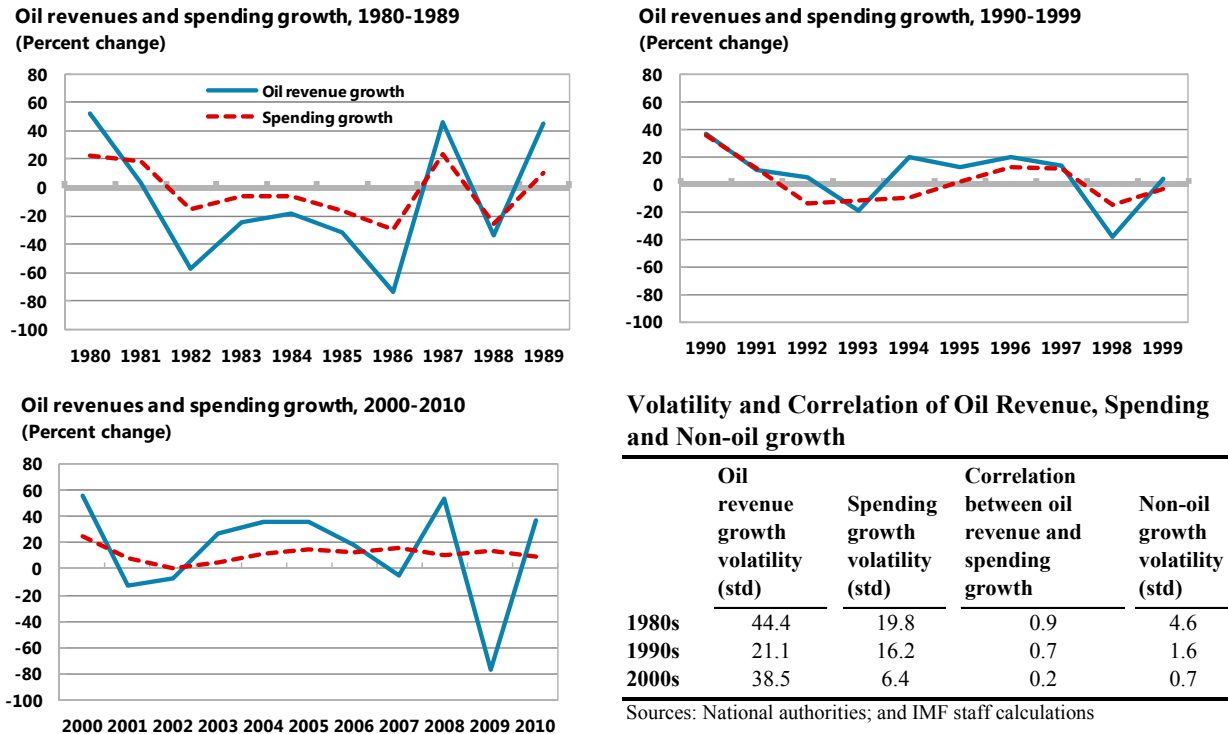 Oil revenues and spending growth, 1980-1989
(Percent change)
80
60
40
20
0
-20
-40
-60
-80
-100
Oil revenue growth
Spending growth
1980 1981 1982 1983 1984 1985 1986 1987 1988 1989
Oil revenues and spending growth, 1990-1999
(Percent change)
80
60
40
20
0
-20
-40
-60
-80
-100
1990 1991 1992 1993 1994 1995 1996 1997 1998 1999
Oil revenues and spending growth, 2000-2010
(Percent change)
80
60
40
20
0
-20
-40
-60
-80
-100
2000 2001 2002 2003 2004 2005 2006 2007 2008 2009 2010
Volatility and Correlation of Oil Revenue, Spending
and Non-oil growth
Oil
revenue
growth
volatility
(std)
Spending
growth
volatility
(std)
Correlation
between oil
revenue and
spending
growth
Non-oil
growth
volatility
(std)
1980s 44.4 19.8 0.9 4.6
1990s 21.1 16.2 0.7 1.6
2000s 38.5 6.4 0.2 0.7
Sources: National authorities; and IMF staff calculations